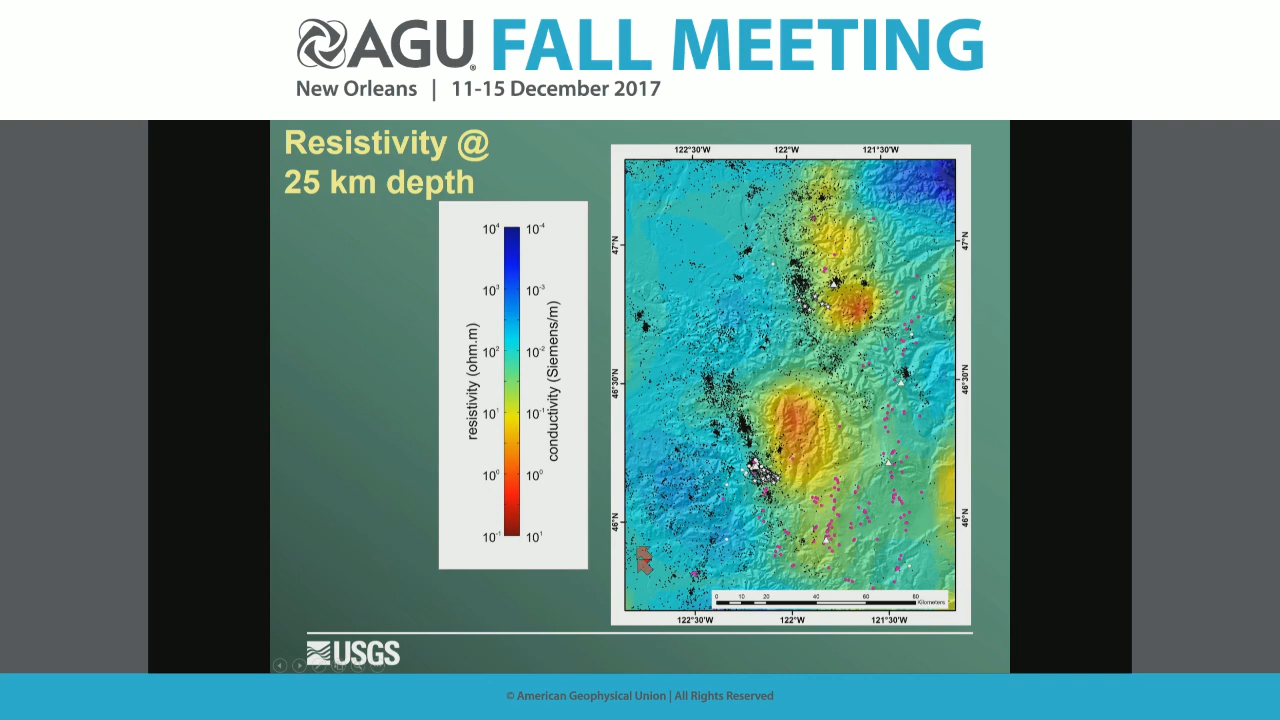 AGU FALL MEETING
New Orleans | 11-15 December 2017
Resistivity @
25 km depth
10⁴ 10⁻⁴
10³ 10⁻³
10² 10⁻²
10¹ 10⁻¹
10⁰ 10⁰
10⁻¹ 10¹
resistivity (ohm.m)
conductivity (Siemens/m)
122°30'W 122°W 121°30'W
47°N 47°N
46°30'N 46°30'N
46°N 46°N
0 10 20 40 60 80
Kilometers
122°30'W 122°W 121°30'W
USGS
© American Geophysical Union | All Rights Reserved